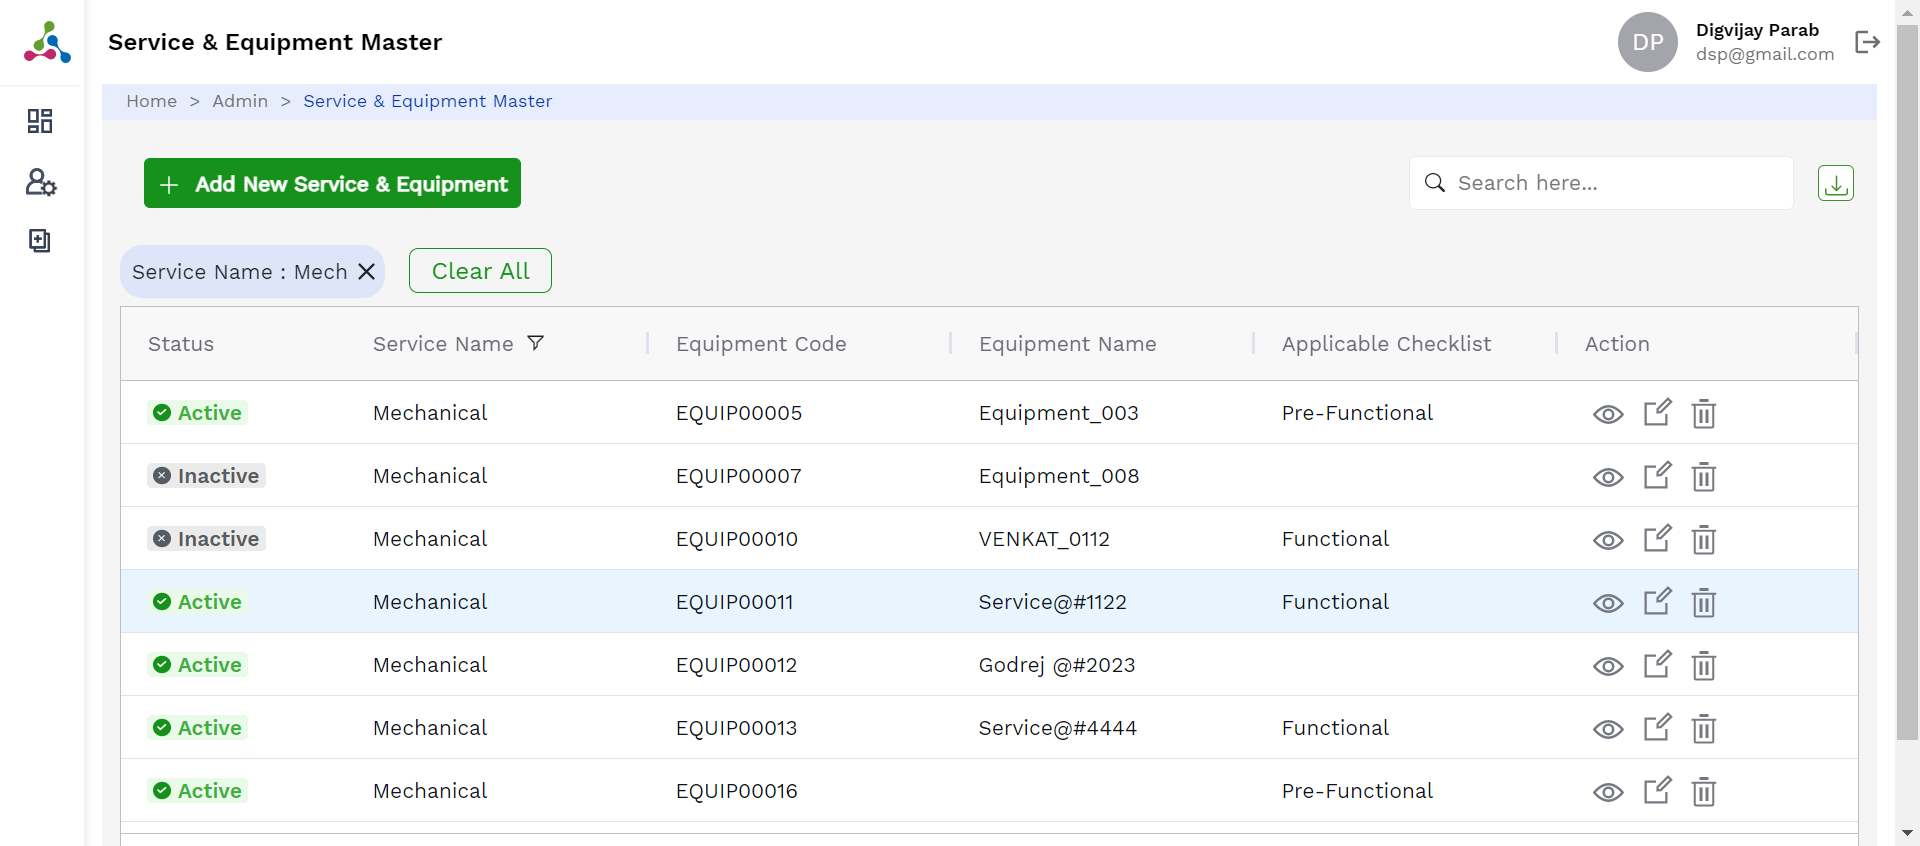 Service & Equipment Master
DP
Digvijay Parab
dsp@gmail.com
Home > Admin > Service & Equipment Master
Add New Service & Equipment
Search here...
Service Name : Mech
Clear All
Status Service Name Equipment Code Equipment Name Applicable Checklist Action
Active Mechanical EQUIP00005 Equipment_003 Pre-Functional
Inactive Mechanical EQUIP00007 Equipment_008
Inactive Mechanical EQUIP00010 VENKAT_0112 Functional
Active Mechanical EQUIP00011 Service@#1122 Functional
Active Mechanical EQUIP00012 Godrej @#2023
Active Mechanical EQUIP00013 Service@#4444 Functional
Active Mechanical EQUIP00016 Pre-Functional